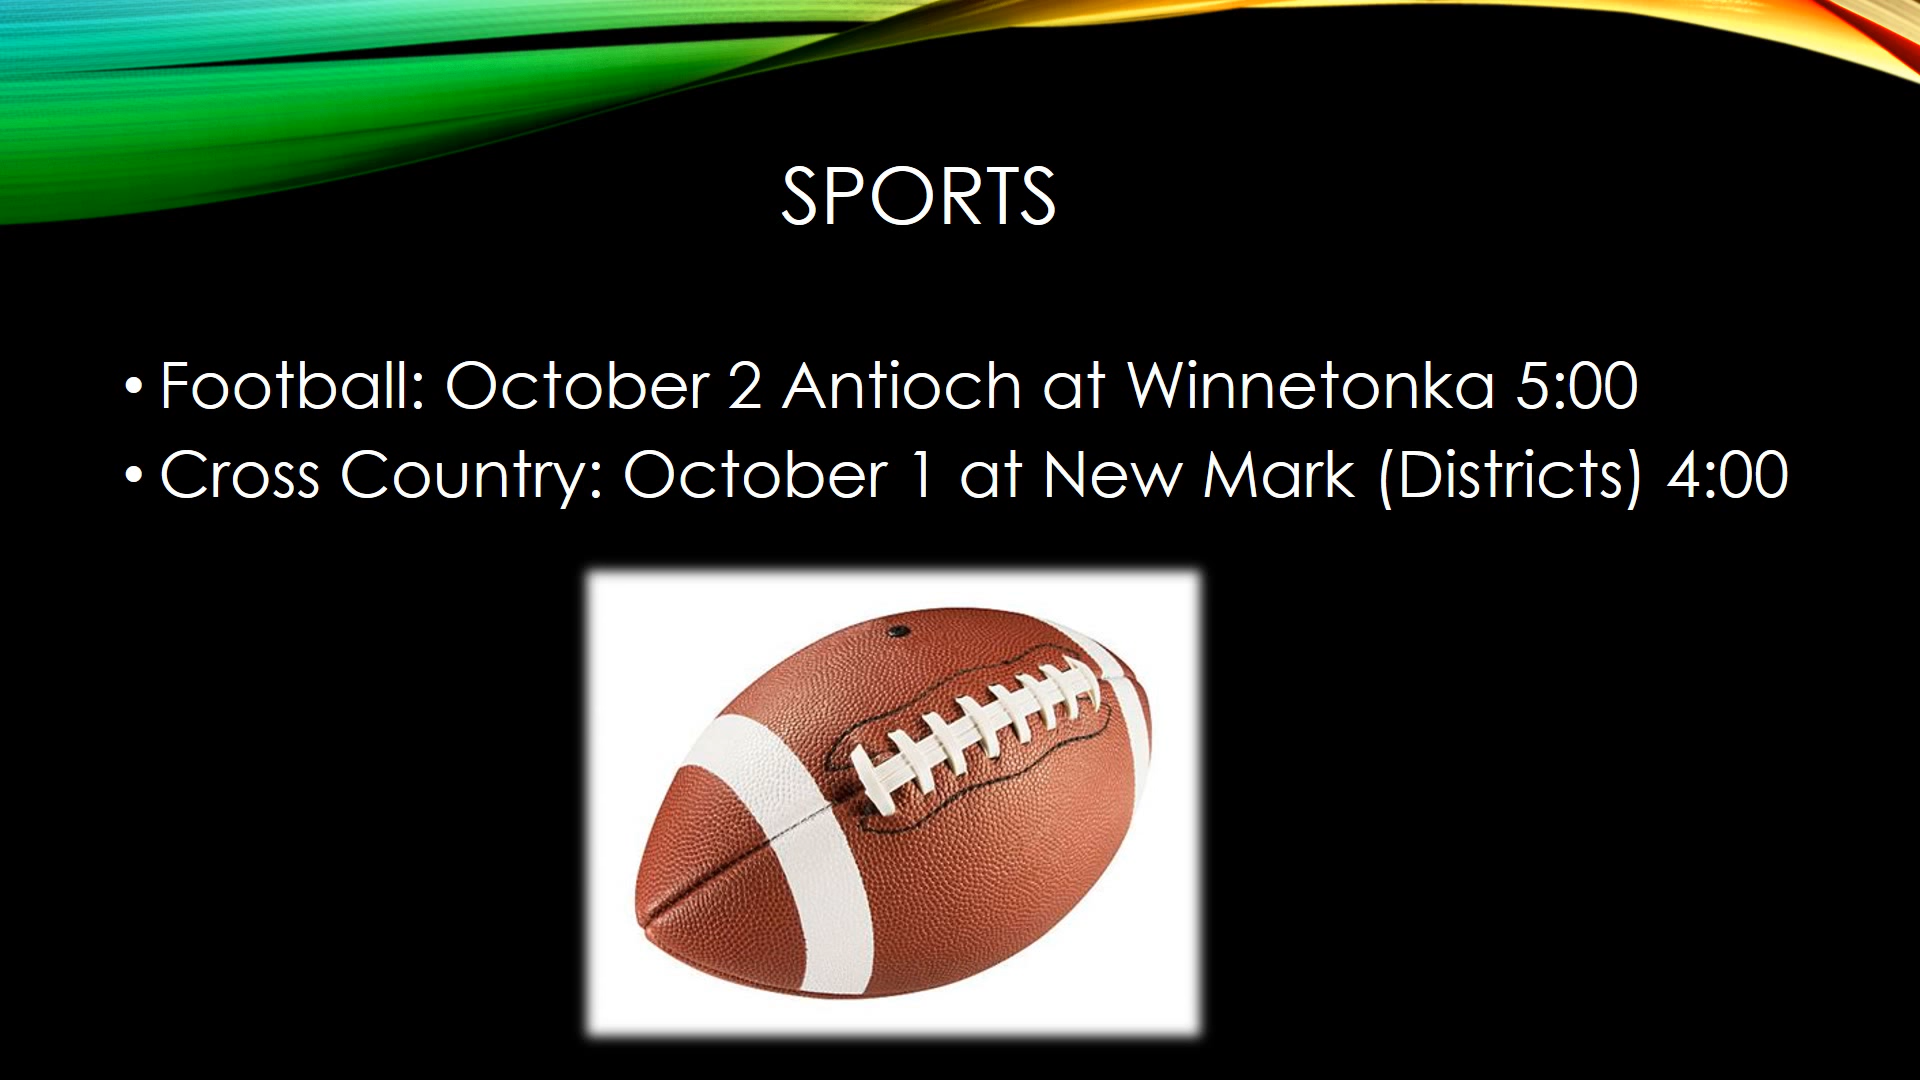 SPORTS
• Football: October 2 Antioch at Winnetonka 5:00
• Cross Country: October 1 at New Mark (Districts) 4:00